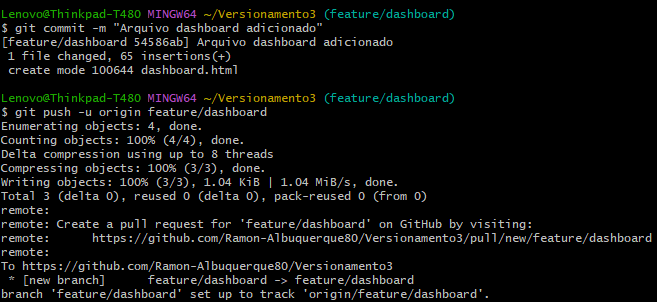 Lenovo@Thinkpad-T480 MINGW64 ~/Versionamento3 (feature/dashboard)
$ git commit -m "Arquivo dashboard adicionado"
[feature/dashboard 54586ab] Arquivo dashboard adicionado
 1 file changed, 65 insertions(+)
 create mode 100644 dashboard.html

Lenovo@Thinkpad-T480 MINGW64 ~/Versionamento3 (feature/dashboard)
$ git push -u origin feature/dashboard
Enumerating objects: 4, done.
Counting objects: 100% (4/4), done.
Delta compression using up to 8 threads
Compressing objects: 100% (3/3), done.
Writing objects: 100% (3/3), 1.04 KiB | 1.04 MiB/s, done.
Total 3 (delta 0), reused 0 (delta 0), pack-reused 0 (from 0)
remote:
remote: Create a pull request for 'feature/dashboard' on GitHub by visiting:
remote:      https://github.com/Ramon-Albuquerque80/Versionamento3/pull/new/feature/dashboard
remote:
To https://github.com/Ramon-Albuquerque80/Versionamento3
 * [new branch]      feature/dashboard -> feature/dashboard
branch 'feature/dashboard' set up to track 'origin/feature/dashboard'.